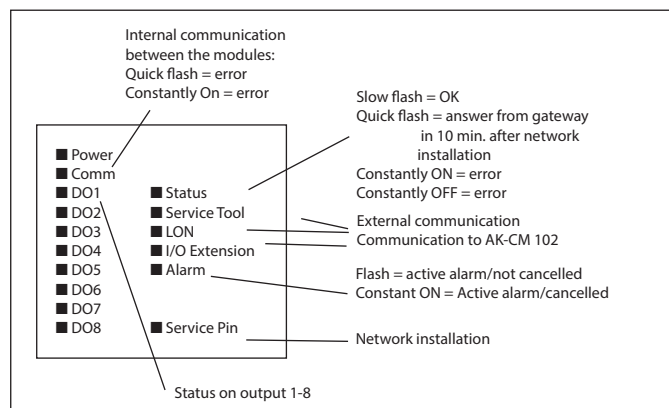 Internal communication
between the modules:
Quick flash = error
Constantly On = error
Slow flash = OK
Quick flash = answer from gateway
in 10 min. after network
installation
Constantly ON = error
Constantly OFF = error
External communication
Communication to AK-CM 102
Flash = active alarm/not cancelled
Constant ON = Active alarm/cancelled
Network installation
■ Power
■ Comm
■ DO1
■ DO2
■ DO3
■ DO4
■ DO5
■ DO6
■ DO7
■ DO8
■ Status
■ Service Tool
■ LON
■ I/O Extension
■ Alarm
■ Service Pin
Status on output 1-8